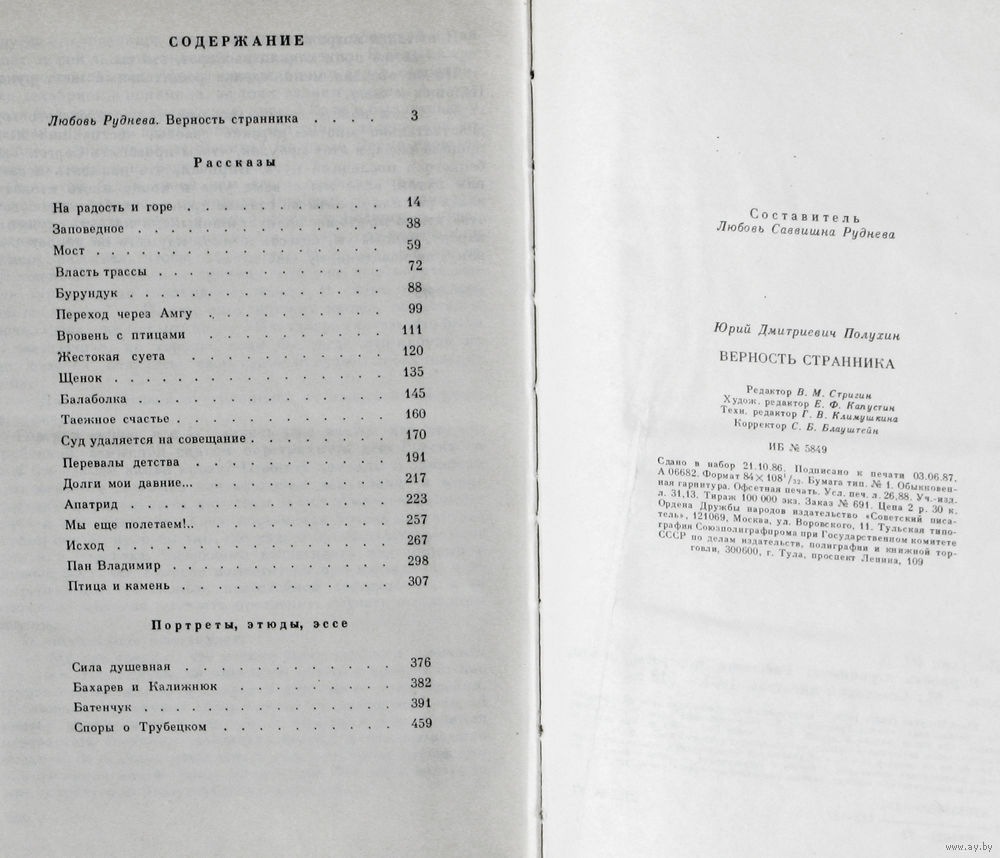 СОДЕРЖАНИЕ
Любовь Руднева. Верность странника . . . . 3
Рассказы
На радость и горе . . . . . . . . . . 14
Заповедное . . . . . . . . . . . . 38
Мост . . . . . . . . . . . . . . 59
Власть трассы . . . . . . . . . . . 72
Бурундук . . . . . . . . . . . . . 88
Переход через Амгу . . . . . . . . . 99
Вровень с птицами . . . . . . . . . 111
Жестокая суета . . . . . . . . . . 120
Щенок . . . . . . . . . . . . . 135
Балаболка . . . . . . . . . . . . 145
Таежное счастье . . . . . . . . . . 160
Суд удаляется на совещание . . . . . . . 170
Перевалы детства . . . . . . . . . 191
Долги мои давние... . . . . . . . . . 217
Апатрид . . . . . . . . . . . . . 223
Мы еще полетаем!.. . . . . . . . . . 257
Исход . . . . . . . . . . . . . 267
Пан Владимир . . . . . . . . . . . 298
Птица и камень . . . . . . . . . . 307
Портреты, этюды, эссе
Сила душевная . . . . . . . . . . . 376
Бахарев и Калижнюк . . . . . . . . 382
Батенчук . . . . . . . . . . . . 391
Споры о Трубецком . . . . . . . . . 459
Составитель
Любовь Саввишна Руднева
Юрий Дмитриевич Полухин
ВЕРНОСТЬ СТРАННИКА
Редактор В. М. Стригин
Худож. редактор Е. Ф. Капустин
Техн. редактор Г. В. Климушкина
Корректор С. Б. Блауштейн
ИБ № 5849
Сдано в набор 21.10.86. Подписано к печати 03.06.87.
А 06682. Формат 84×108 1/32. Бумага тип. № 1. Обыкновен-
ная гарнитура. Офсетная печать. Усл. печ. л. 26,88. Уч.-изд.
л. 31,13. Тираж 100 000 экз. Заказ № 691. Цена 2 р. 30 к.
Ордена Дружбы народов издательство «Советский писа-
тель», 121069, Москва, ул. Воровского, 11. Тульская типо-
графия Союзполиграфпрома при Государственном комитете
СССР по делам издательств, полиграфии и книжной тор-
говли, 300600, г. Тула, проспект Ленина, 109
www.ay.by